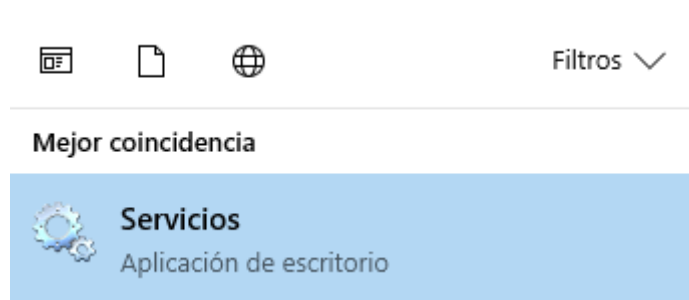 Filtros
Mejor coincidencia
Servicios
Aplicación de escritorio